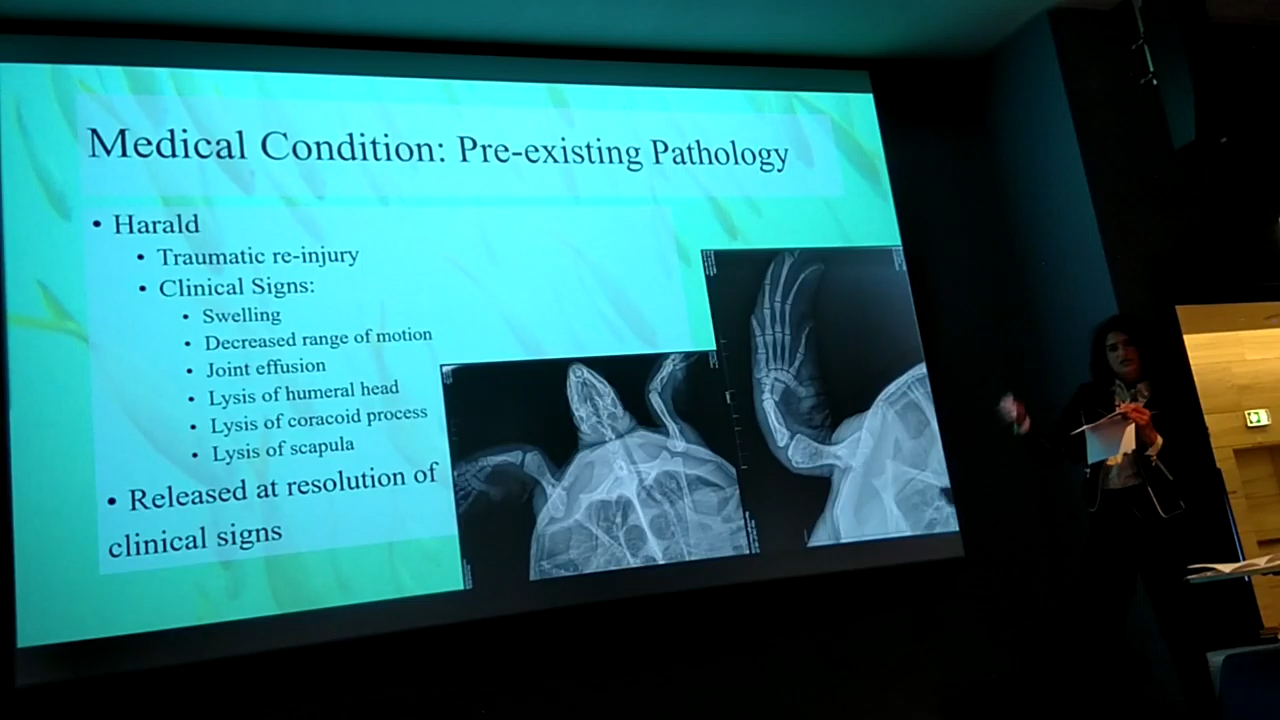 Medical Condition: Pre-existing Pathology
• Harald
• Traumatic re-injury
• Clinical Signs:
• Swelling
• Decreased range of motion
• Joint effusion
• Lysis of humeral head
• Lysis of coracoid process
• Lysis of scapula
• Released at resolution of
clinical signs